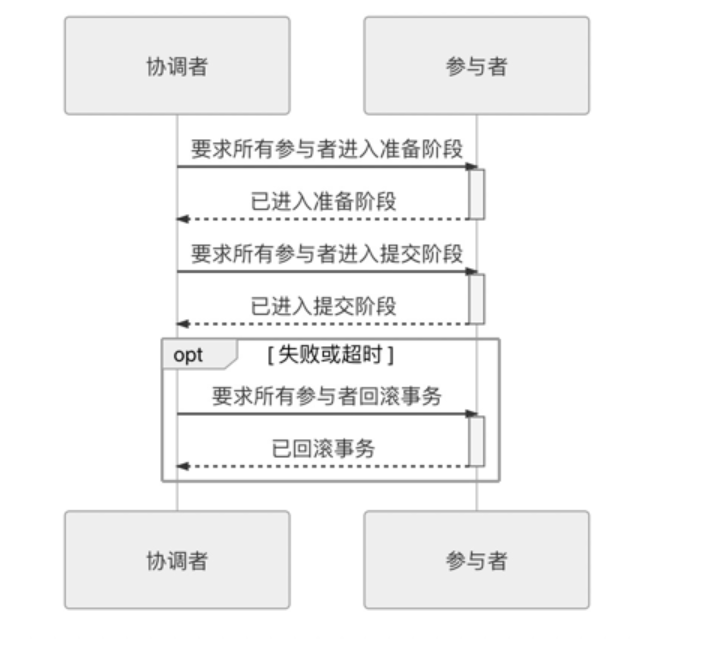 协调者
参与者
要求所有参与者进入准备阶段
已进入准备阶段
要求所有参与者进入提交阶段
已进入提交阶段
opt [失败或超时]
要求所有参与者回滚事务
已回滚事务
协调者
参与者